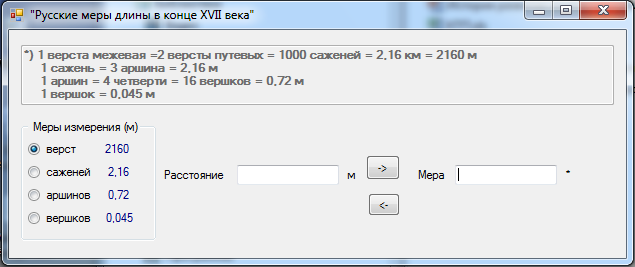 "Русские меры длины в конце XVII века"
*) 1 верста межевая =2 версты путевых = 1000 саженей = 2,16 км = 2160 м
1 сажень = 3 аршина = 2,16 м
1 аршин = 4 четверти = 16 вершков = 0,72 м
1 вершок = 0,045 м
Меры измерения (м)
верст 2160
саженей 2,16
аршинов 0,72
вершков 0,045
Расстояние м -> Мера *
<-